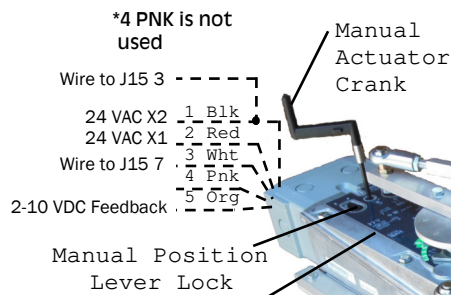 *4 PNK is not
used
Manual
Actuator
Crank
Wire to J15 3
24 VAC X2 1 Blk
24 VAC X1 2 Red
Wire to J15 7 3 Wht
4 Pnk
2-10 VDC Feedback 5 Org
Manual Position
Lever Lock